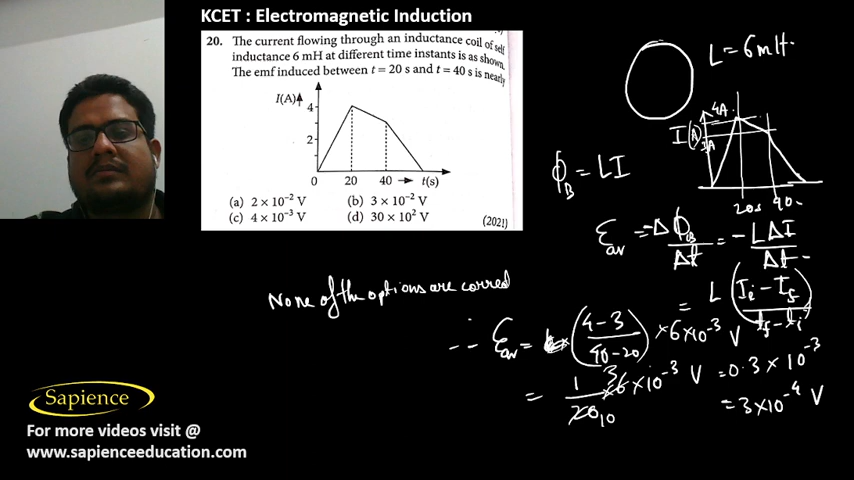 KCET : Electromagnetic Induction
20. The current flowing through an inductance coil of self
inductance 6 mH at different time instants is as shown.
The emf induced between t = 20 s and t = 40 s is nearly
I(A)
4
2
0 20 40 t(s)
(a) 2 × 10⁻² V (b) 3 × 10⁻² V
(c) 4 × 10⁻³ V (d) 30 × 10² V
(2021)
L = 6mH.
4A.
I(A)
3A
20s 40s
ϕ_B = LI
ε_av = -Δϕ_B/Δt = -LΔI/Δt
= L (I_i - I_f / t_f - t_i)
None of the options are correct
∴ ε_av = (4-3 / 40-20) × 6×10⁻³ V
= 1/20 × 6 × 10⁻³ V = 0.3 × 10⁻³
3
10
= 3×10⁻⁴ V
Sapience
For more videos visit @
www.sapienceeducation.com